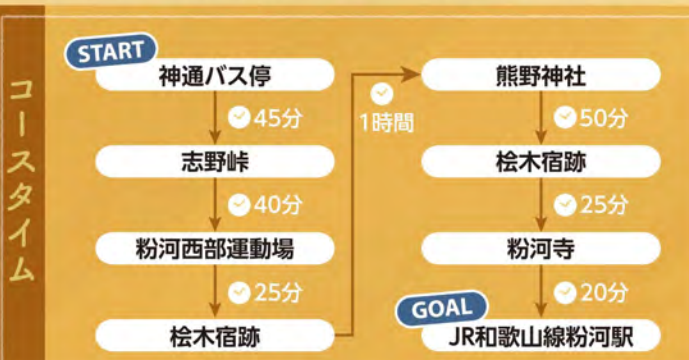 コースタイム
START
神通バス停
45分
志野峠
40分
粉河西部運動場
25分
桧木宿跡
1時間
熊野神社
50分
桧木宿跡
25分
粉河寺
20分
GOAL
JR和歌山線粉河駅